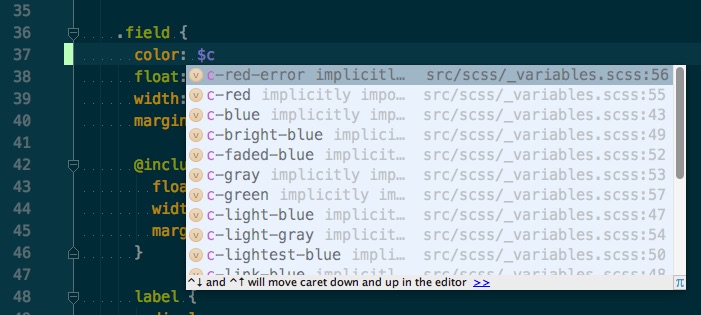 35
36 .field {
37 color: $c
c-red-error implicitl… src/scss/_variables.scss:56
38 float:
c-red implicitly impo… src/scss/_variables.scss:55
39 width:
c-blue implicitly imp… src/scss/_variables.scss:43
40 margin
c-bright-blue implici… src/scss/_variables.scss:49
41
c-faded-blue implicit… src/scss/_variables.scss:52
42 @inclu
c-gray implicitly imp… src/scss/_variables.scss:53
43 floa
c-green implicitly im… src/scss/_variables.scss:57
44 widt
c-light-blue implicit… src/scss/_variables.scss:47
45 marg
c-light-gray implicit… src/scss/_variables.scss:54
46 }
c-lightest-blue impli… src/scss/_variables.scss:50
47
c-link-blue implicitl… src/scss/_variables.scss:48
^↓ and ^↑ will move caret down and up in the editor >> π
48 label {